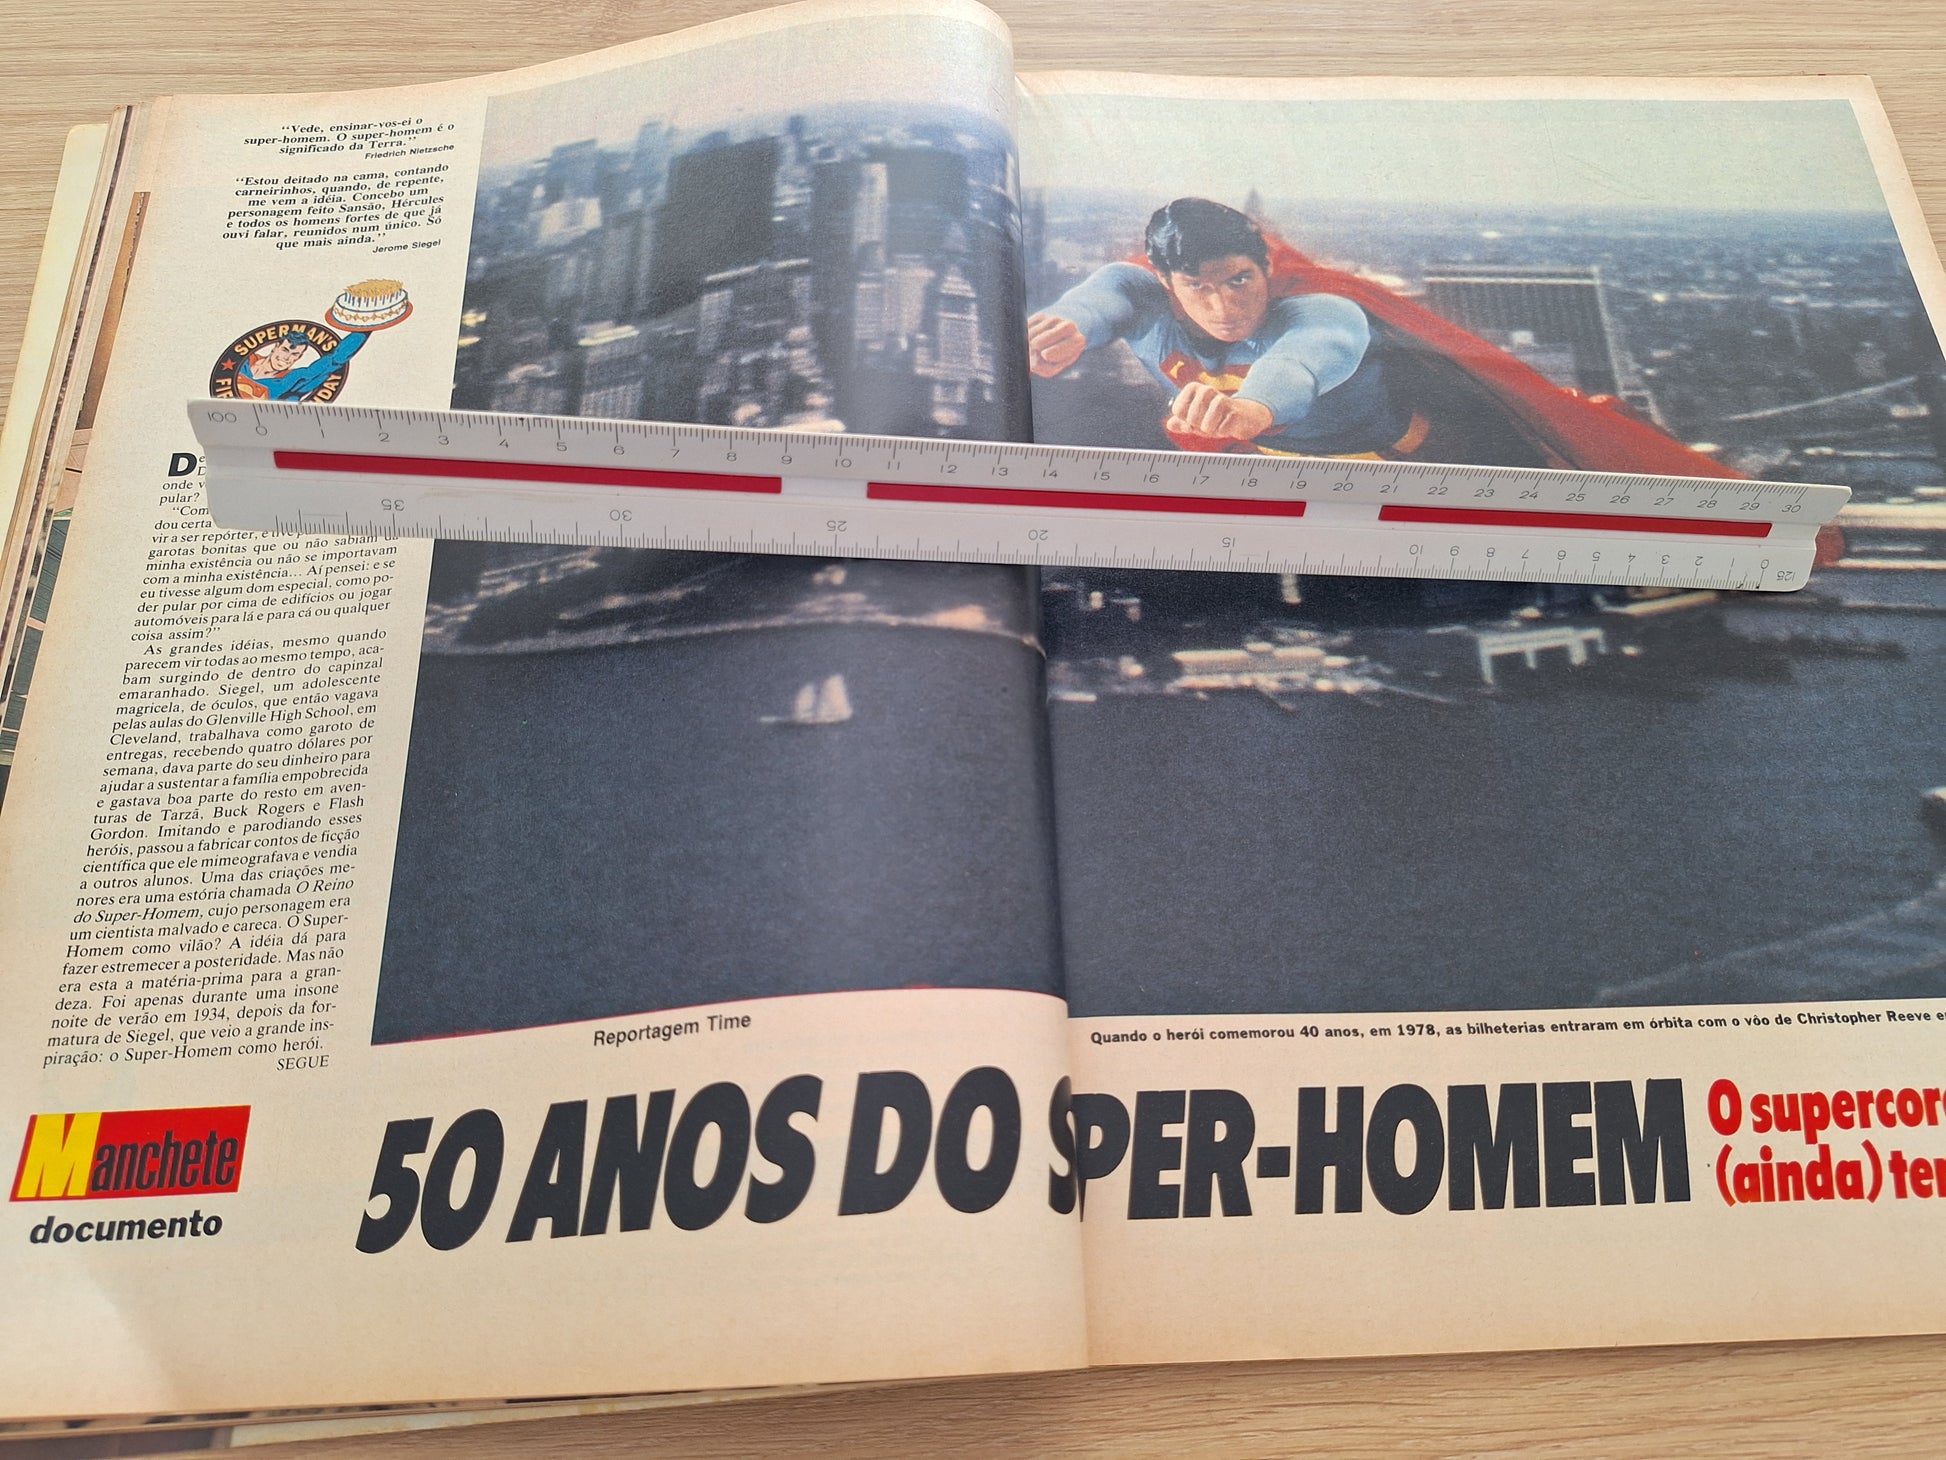 “Vede, ensinar-vos-ei o
super-homem. O super-homem é o
significado da Terra.”
Friedrich Nietzsche
“Estou deitado na cama, contando
carneirinhos, quando, de repente,
me vem a idéia. Concebo um
personagem feito Sansão, Hércules
e todos os homens fortes de que já
ouvi falar, reunidos num único. Só
que mais ainda.”
Jerome Siegel
SUPERMAN'S
100
0 1 2 3 4 5 6 7 8 9 10 11 12 13 14 15 16 17 18 19 20 21 22 23 24 25 26 27 28 29 30
35 30 25 20 15 10 9 8 7 6 5 4 3 2 1 0 125
onde
pular?
“Com
dou certa
vir a ser repórter, e
garotas bonitas que ou não sabiam da
minha existência ou não se importavam
com a minha existência... Aí pensei: e se
eu tivesse algum dom especial, como po-
der pular por cima de edifícios ou jogar
automóveis para lá e para cá ou qualquer
coisa assim?”
As grandes idéias, mesmo quando
parecem vir todas ao mesmo tempo, aca-
bam surgindo de dentro do capinzal
emaranhado. Siegel, um adolescente
magricela, de óculos, que então vagava
pelas aulas do Glenville High School, em
Cleveland, trabalhava como garoto de
entregas, recebendo quatro dólares por
semana, dava parte do seu dinheiro para
ajudar a sustentar a família empobrecida
e gastava boa parte do resto em aven-
turas de Tarzã, Buck Rogers e Flash
Gordon. Imitando e parodiando esses
heróis, passou a fabricar contos de ficção
científica que ele mimeografava e vendia
a outros alunos. Uma das criações me-
nores era uma estória chamada O Reino
do Super-Homem, cujo personagem era
um cientista malvado e careca. O Super-
Homem como vilão? A idéia dá para
fazer estremecer a posteridade. Mas não
era esta a matéria-prima para a gran-
deza. Foi apenas durante uma insone
noite de verão em 1934, depois da for-
matura de Siegel, que veio a grande ins-
piração: o Super-Homem como herói.
SEGUE
Reportagem Time
Quando o herói comemorou 40 anos, em 1978, as bilheterias entraram em órbita com o vôo de Christopher Reeve
Manchete
documento
50 ANOS DO SUPER-HOMEM
O supercor
(ainda) ter